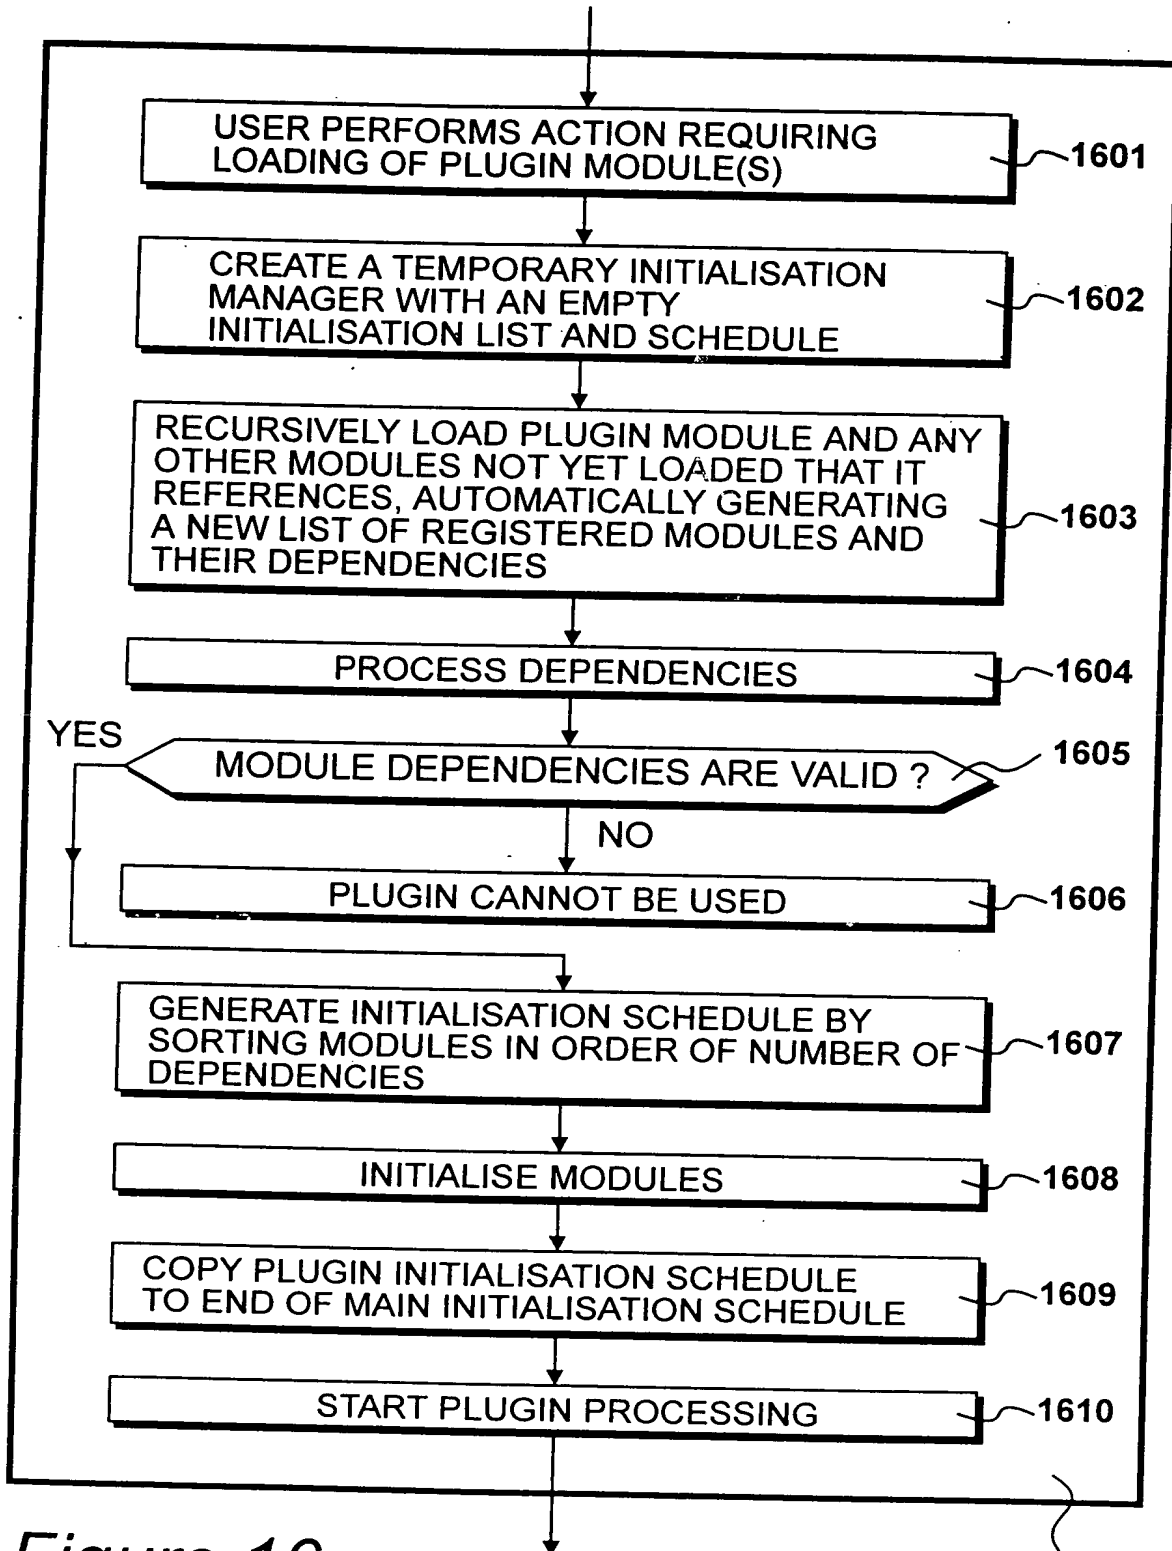 USER PERFORMS ACTION REQUIRING
LOADING OF PLUGIN MODULE(S)
1601
CREATE A TEMPORARY INITIALISATION
MANAGER WITH AN EMPTY
INITIALISATION LIST AND SCHEDULE
1602
RECURSIVELY LOAD PLUGIN MODULE AND ANY
OTHER MODULES NOT YET LOADED THAT IT
REFERENCES, AUTOMATICALLY GENERATING
A NEW LIST OF REGISTERED MODULES AND
THEIR DEPENDENCIES
1603
PROCESS DEPENDENCIES
1604
YES
MODULE DEPENDENCIES ARE VALID ?
1605
NO
PLUGIN CANNOT BE USED
1606
GENERATE INITIALISATION SCHEDULE BY
SORTING MODULES IN ORDER OF NUMBER OF
DEPENDENCIES
1607
INITIALISE MODULES
1608
COPY PLUGIN INITIALISATION SCHEDULE
TO END OF MAIN INITIALISATION SCHEDULE
1609
START PLUGIN PROCESSING
1610
Figure